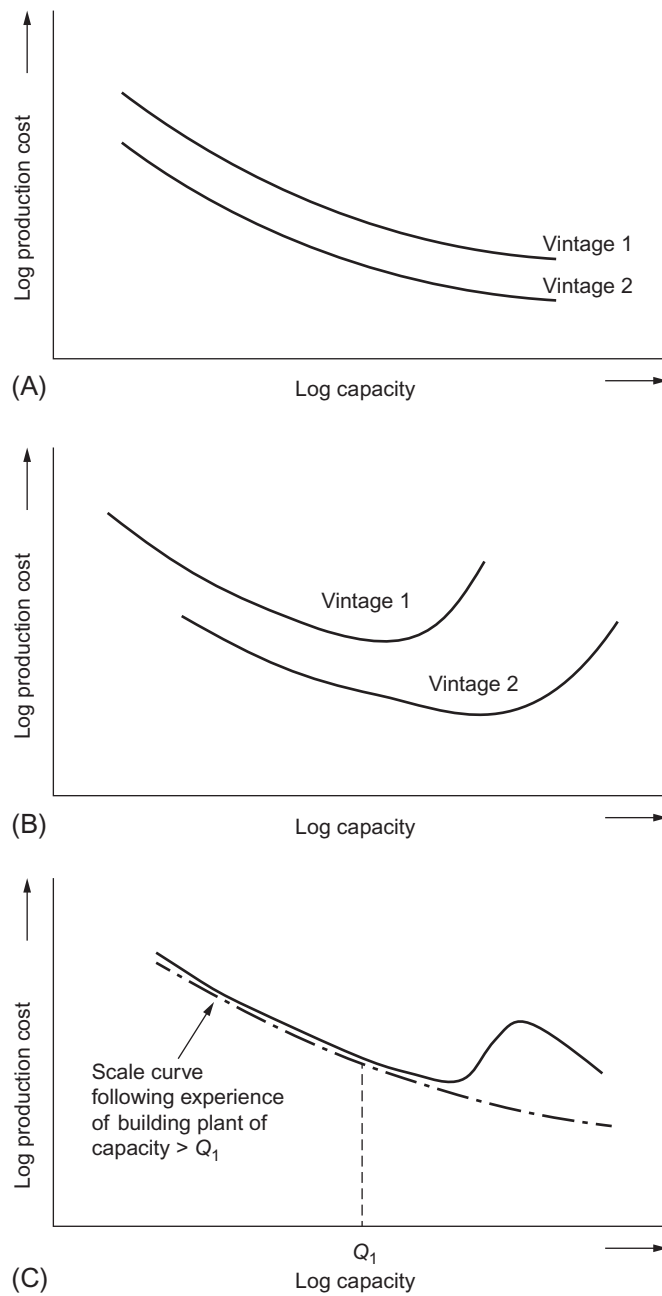 Log production cost
Vintage 1
Vintage 2
(A)
Log capacity
Log production cost
Vintage 1
Vintage 2
(B)
Log capacity
Log production cost
Scale curve
following experience
of building plant of
capacity > Q₁
Q₁
(C)
Log capacity